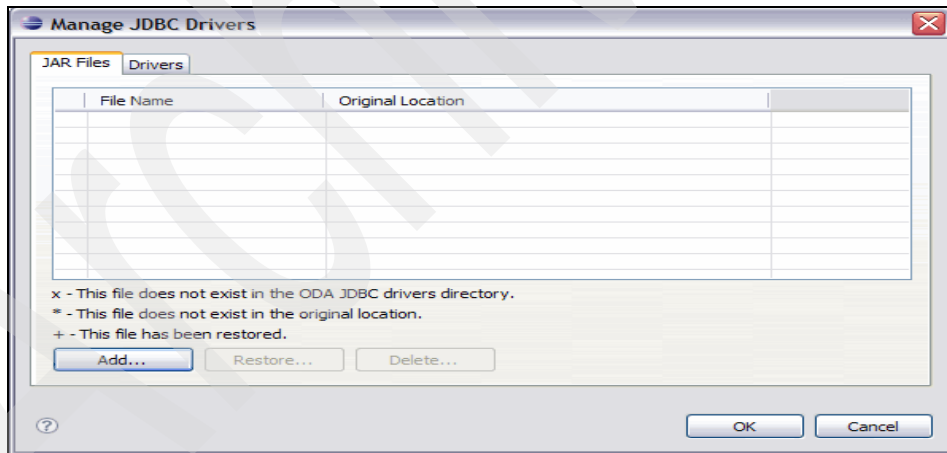 Manage JDBC Drivers
JAR Files Drivers
File Name Original Location
x - This file does not exist in the ODA JDBC drivers directory.
* - This file does not exist in the original location.
+ - This file has been restored.
Add... Restore... Delete...
? OK Cancel